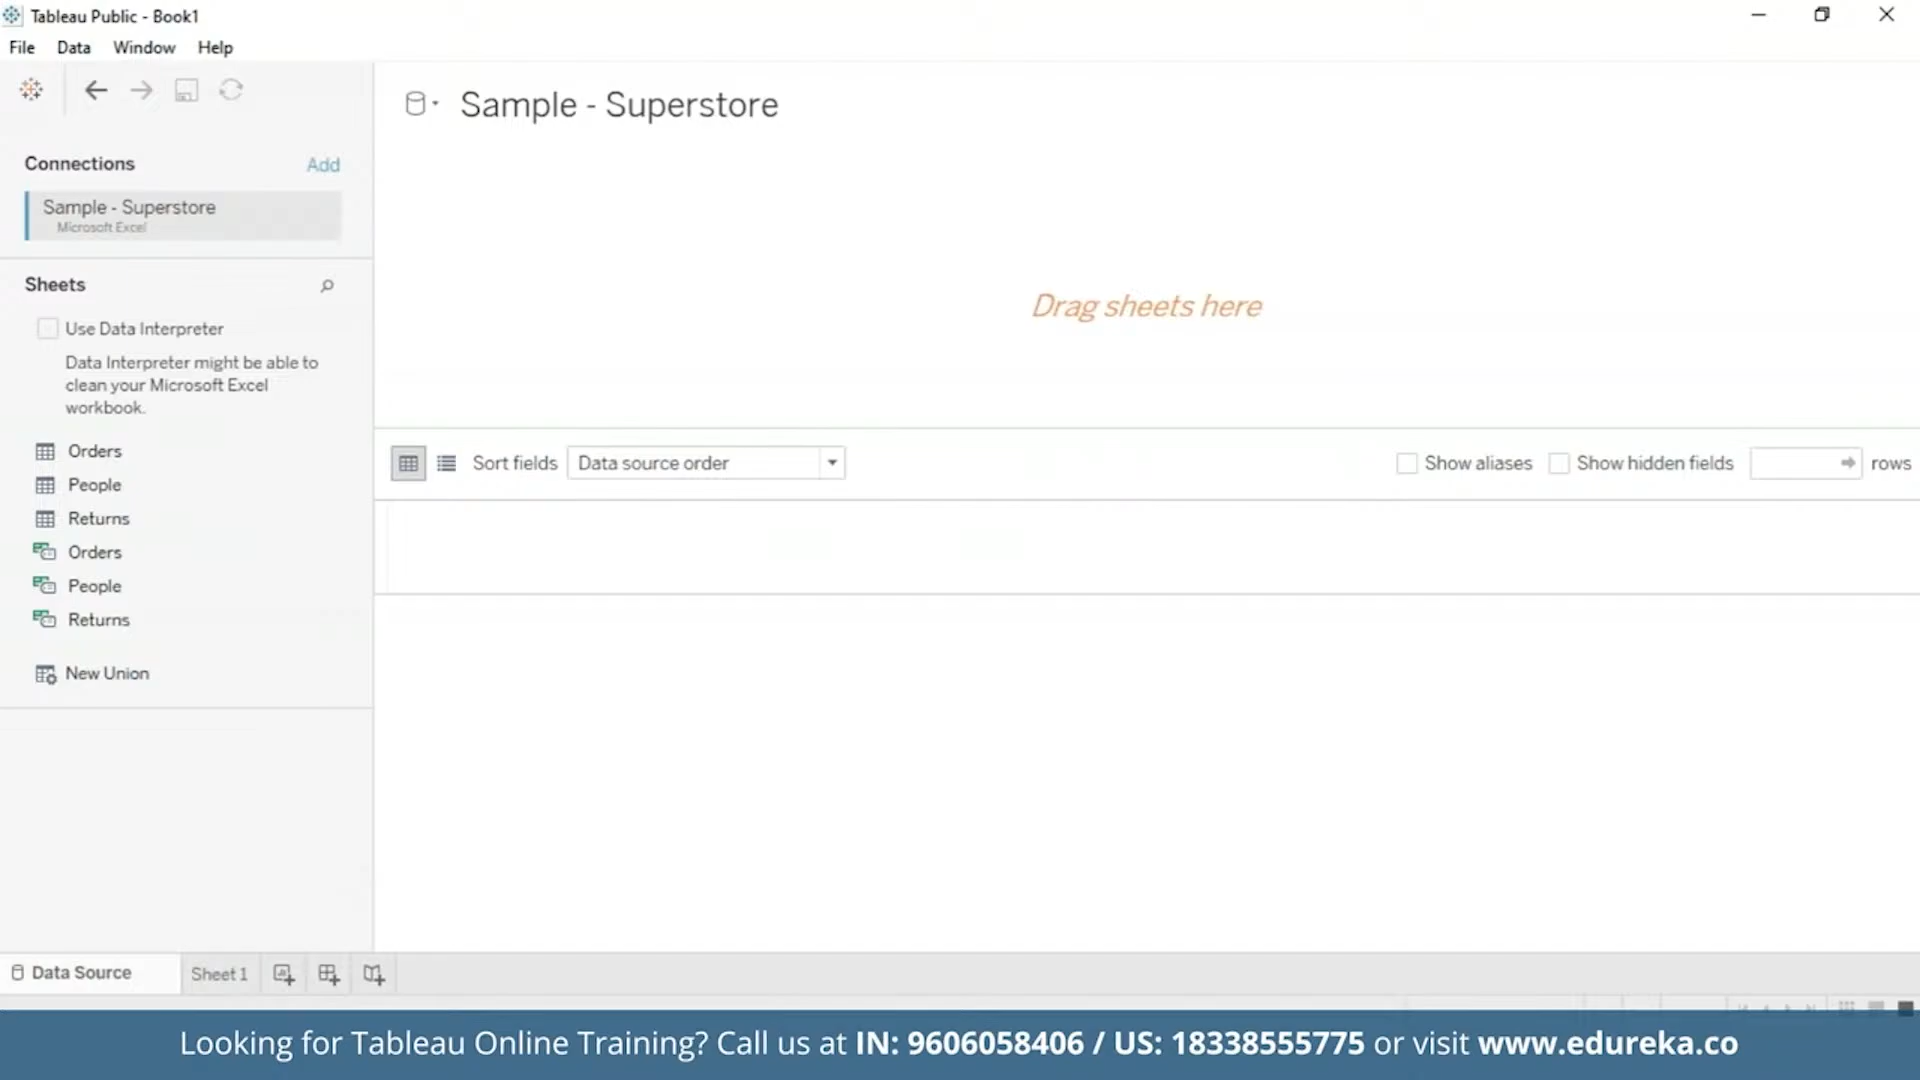 Tableau Public - Book1
File Data Window Help
Connections Add
Sample - Superstore
Microsoft Excel
Sheets
Use Data Interpreter
Data Interpreter might be able to
clean your Microsoft Excel
workbook.
Orders
People
Returns
Orders
People
Returns
New Union
Sample - Superstore
Drag sheets here
Sort fields Data source order Show aliases Show hidden fields rows
Data Source Sheet 1
Looking for Tableau Online Training? Call us at IN: 9606058406 / US: 18338555775 or visit www.edureka.co